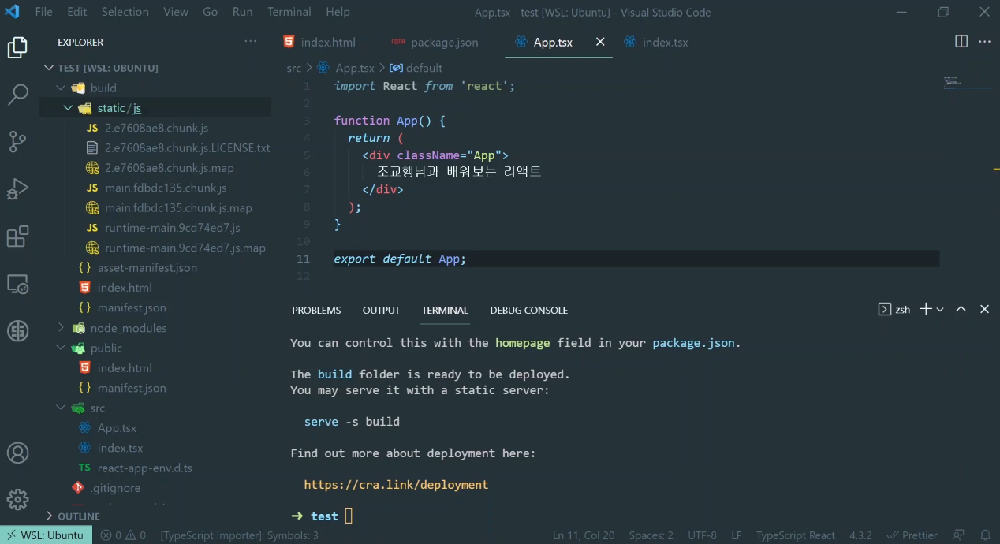 File Edit Selection View Go Run Terminal Help App.tsx - test [WSL: Ubuntu] - Visual Studio Code
EXPLORER
TEST [WSL: UBUNTU]
build
static/js
JS 2.e7608ae8.chunk.js
2.e7608ae8.chunk.js.LICENSE.txt
2.e7608ae8.chunk.js.map
JS main.fdbdc135.chunk.js
main.fdbdc135.chunk.js.map
JS runtime-main.9cd74ed7.js
runtime-main.9cd74ed7.js.map
{} asset-manifest.json
index.html
{} manifest.json
node_modules
public
index.html
{} manifest.json
src
App.tsx
index.tsx
TS react-app-env.d.ts
.gitignore
OUTLINE
index.html package.json App.tsx index.tsx
src > App.tsx > default
1 import React from 'react';
2
3 function App() {
4 return (
5 <div className="App">
6 조교행님과 배워보는 리액트
7 </div>
8 );
9 }
10
11 export default App;
12
PROBLEMS OUTPUT TERMINAL DEBUG CONSOLE zsh
You can control this with the homepage field in your package.json.
The build folder is ready to be deployed.
You may serve it with a static server:
serve -s build
Find out more about deployment here:
https://cra.link/deployment
➜ test
WSL: Ubuntu 0 0 [TypeScript Importer]: Symbols: 3 Ln 11, Col 20 Spaces: 2 UTF-8 LF TypeScript React 4.3.2 Prettier